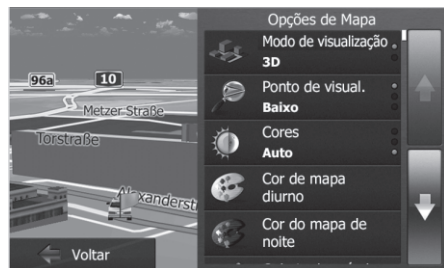 Opções de Mapa
Modo de visualização
3D
Ponto de visual.
Baixo
Cores
Auto
Cor de mapa
diurno
Cor do mapa de
noite
96a
10
Metzer Straße
Torstraße
Alexanderst
Voltar